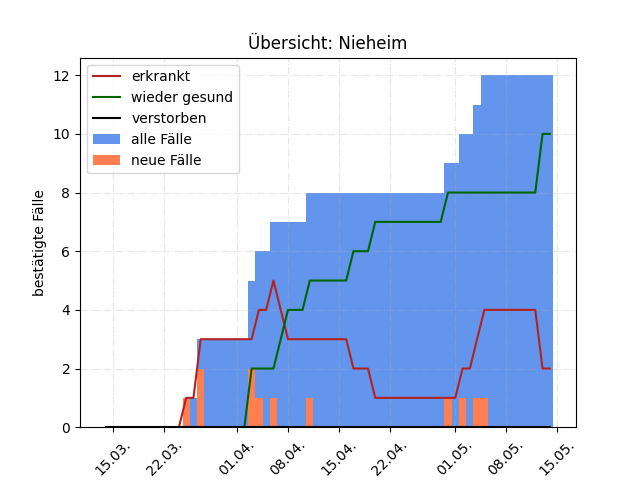 Übersicht: Nieheim
bestätigte Fälle
12
10
8
6
4
2
0
erkrankt
wieder gesund
verstorben
alle Fälle
neue Fälle
15.03.
22.03.
01.04.
08.04.
15.04.
22.04.
01.05.
08.05.
15.05.